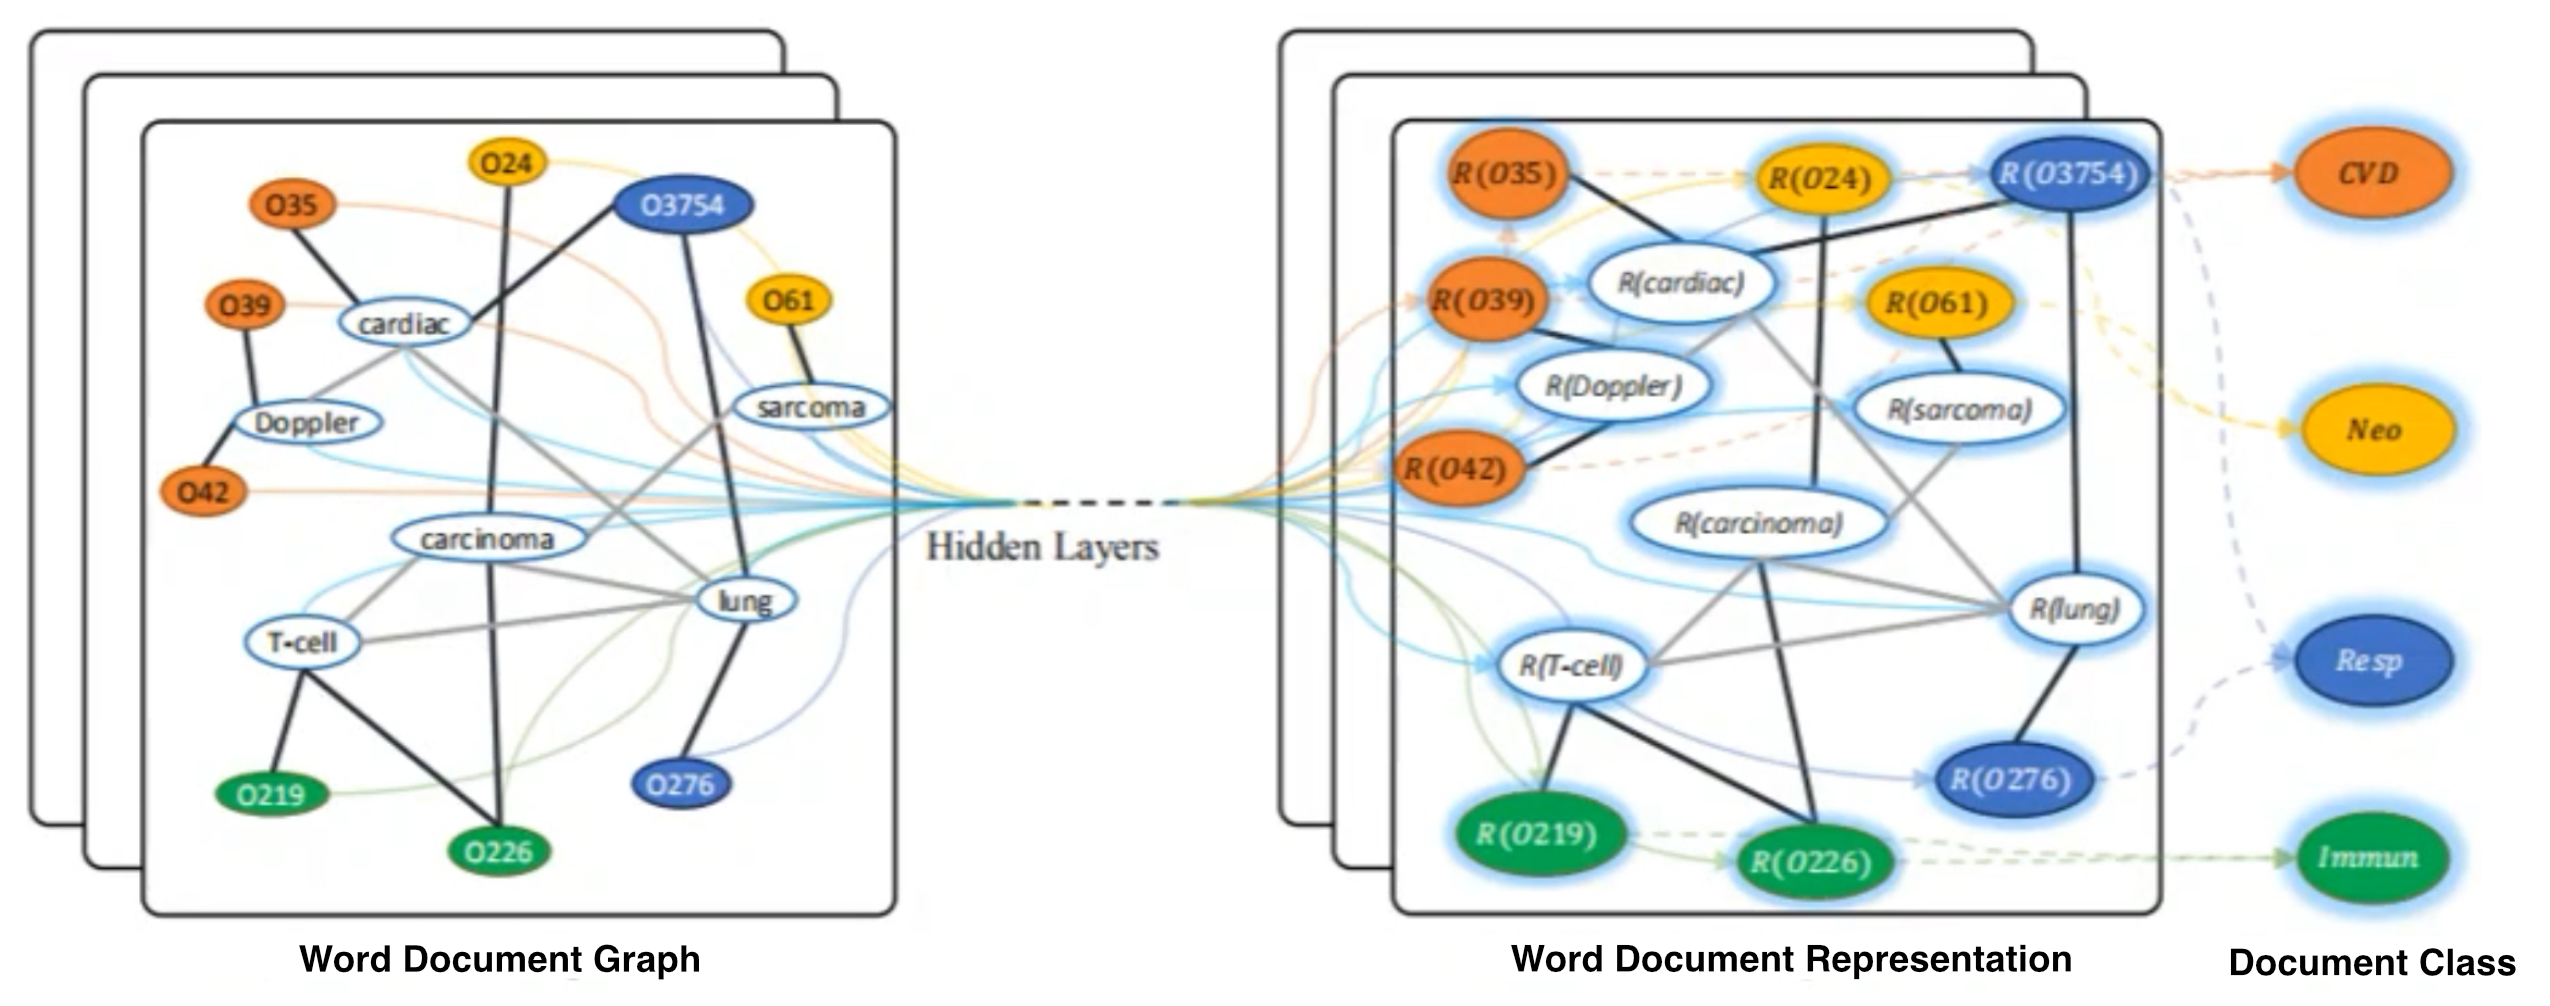 O24
O35
O3754
O39
O61
cardiac
sarcoma
Doppler
O42
carcinoma
lung
T-cell
O219
O276
O226
Hidden Layers
R(O35)
R(O24)
R(O3754)
CVD
R(cardiac)
R(O39)
R(O61)
R(Doppler)
R(sarcoma)
Neo
R(O42)
R(carcinoma)
R(lung)
R(T-cell)
Resp
R(O276)
R(O219)
R(O226)
Immun
Word Document Graph
Word Document Representation
Document Class